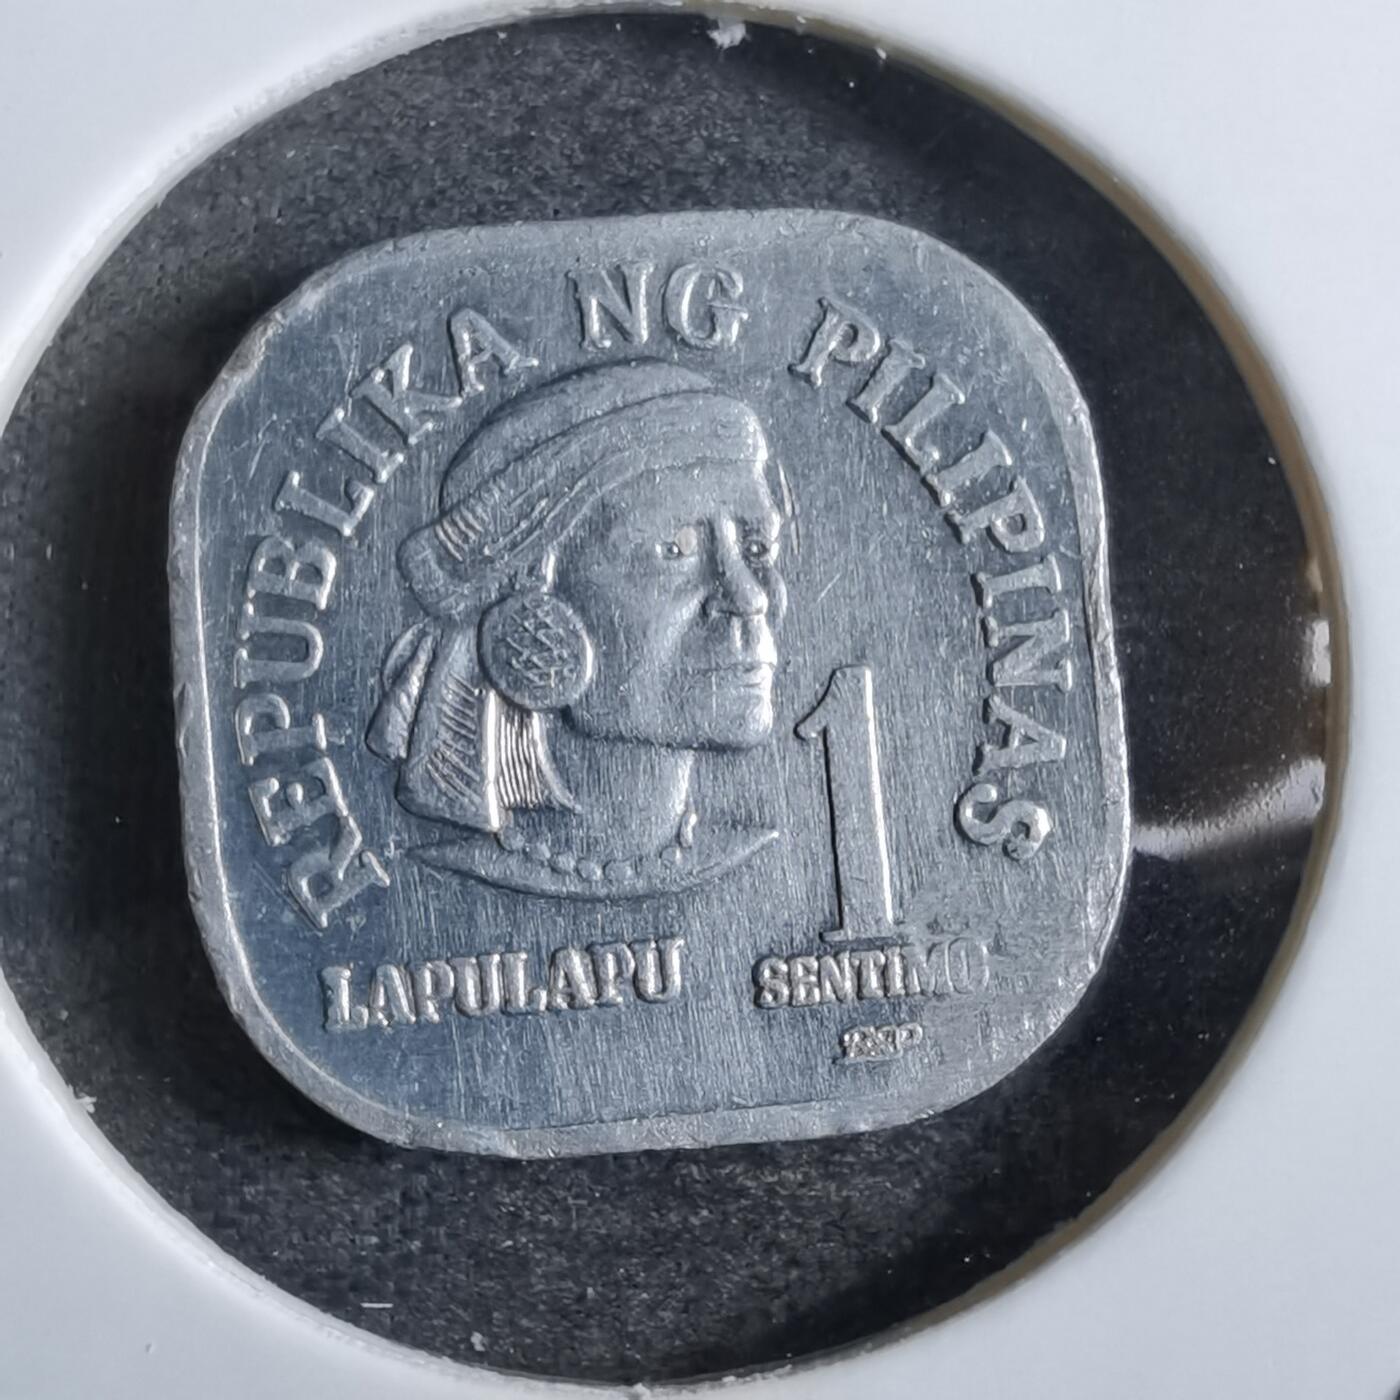 REPUBLIKA NG PILIPINAS
1
LAPULAPU
SENTIMO
BSP